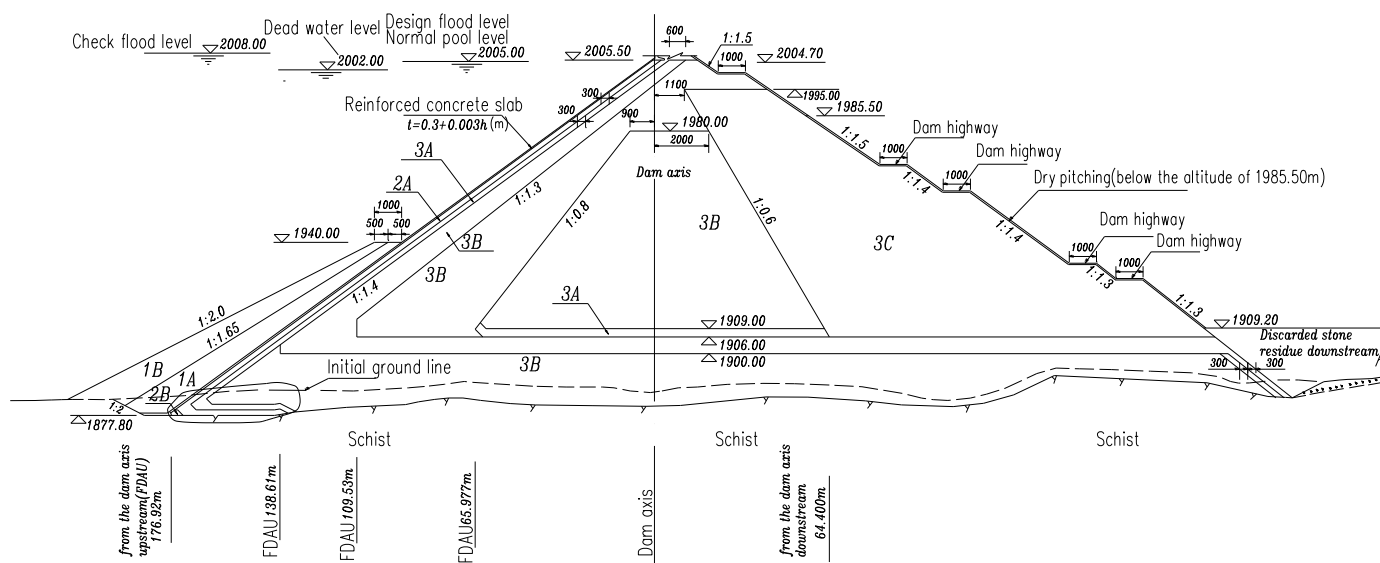 Check flood level
2008.00
Dead water level
2002.00
Design flood level
Normal pool level
2005.00
2005.50
600
1:1.5
1000
2004.70
Reinforced concrete slab
t=0.3+0.003h(m)
300
300
1100
900
1980.00
2000
Dam axis
1995.00
1985.50
1:1.5
1000
Dam highway
1:1.4
1000
Dam highway
Dry pitching(below the altitude of 1985.50m)
1:1.4
1000
Dam highway
1:1.3
1000
Dam highway
1:1.3
3A
2A
1:1.3
1000
500
500
1940.00
3B
3B
1:0.8
3B
1:0.6
3C
1:1.4
1:2.0
1:1.65
3A
1909.00
1906.00
1900.00
3B
1909.20
Discarded stone
residue downstream
300
300
Initial ground line
1B
1A
2B
1:2
1877.80
Schist
Schist
Schist
from the dam axis
upstream(FDAU)
176.92m
FDAU138.61m
FDAU109.53m
FDAU65.977m
Dam axis
from the dam axis
downstream
64.400m